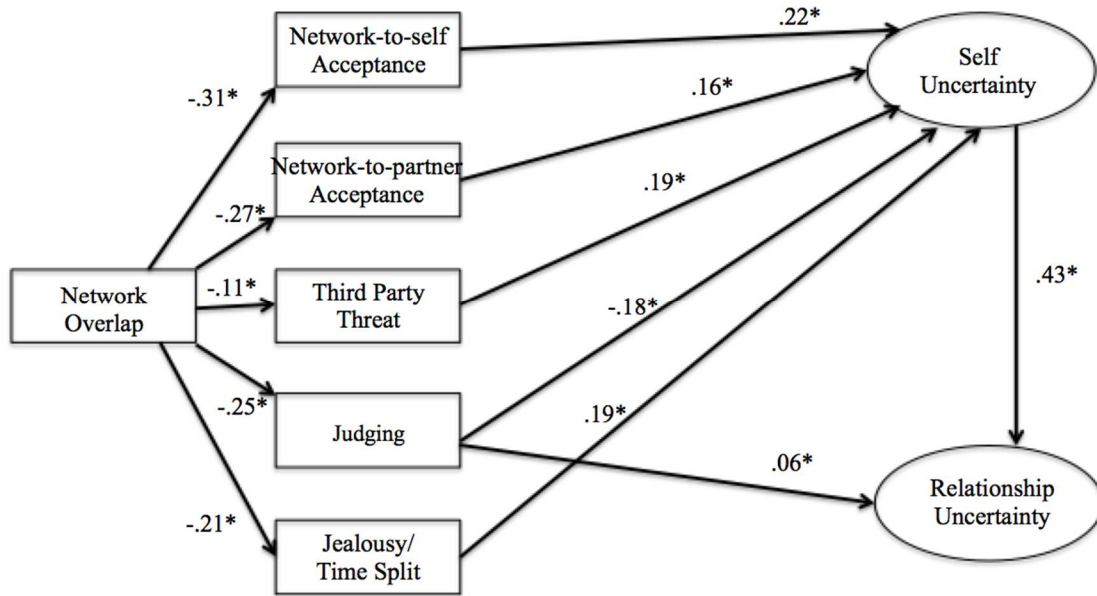 Network-to-self
Acceptance
.22*
Self
Uncertainty
-.31*
.16*
Network-to-partner
Acceptance
.19*
-.27*
Network
Overlap
-.11*
Third Party
Threat
-.18*
.43*
-.25*
Judging
.19*
.06*
Relationship
Uncertainty
-.21*
Jealousy/
Time Split